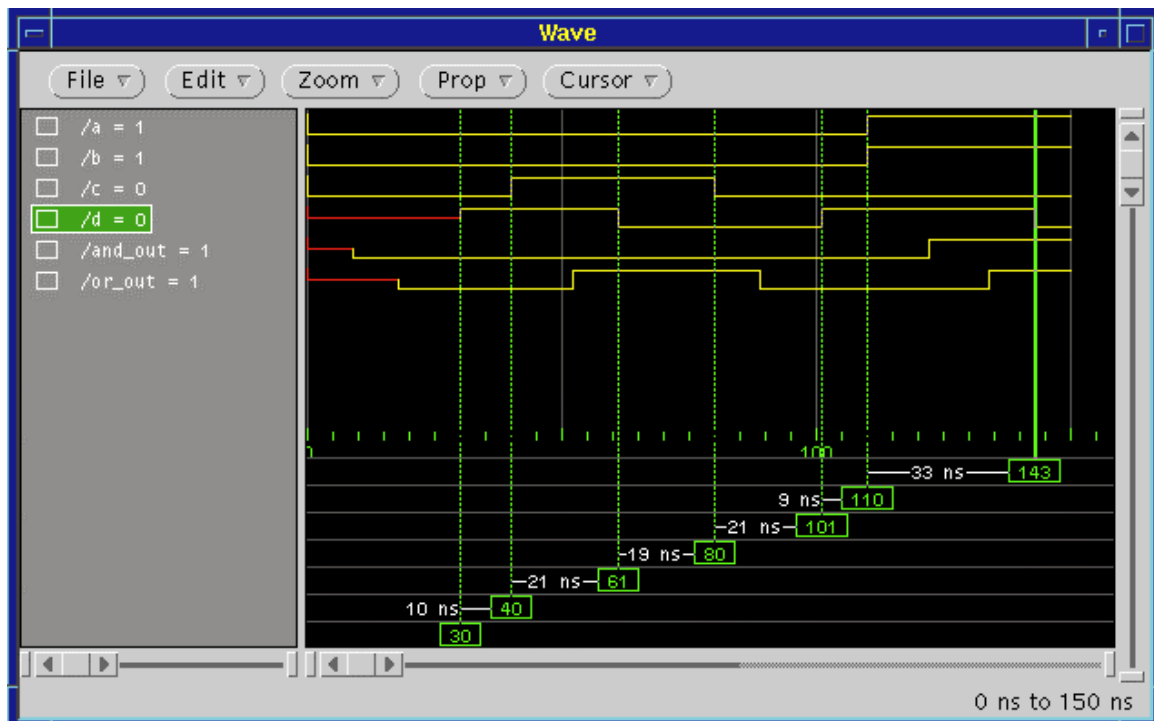 Wave
File Edit Zoom Prop Cursor
/a = 1
/b = 1
/c = 0
/d = 0
/and_out = 1
/or_out = 1
0 100
33 ns 143
9 ns 110
21 ns 101
19 ns 80
21 ns 61
10 ns 40
30
0 ns to 150 ns